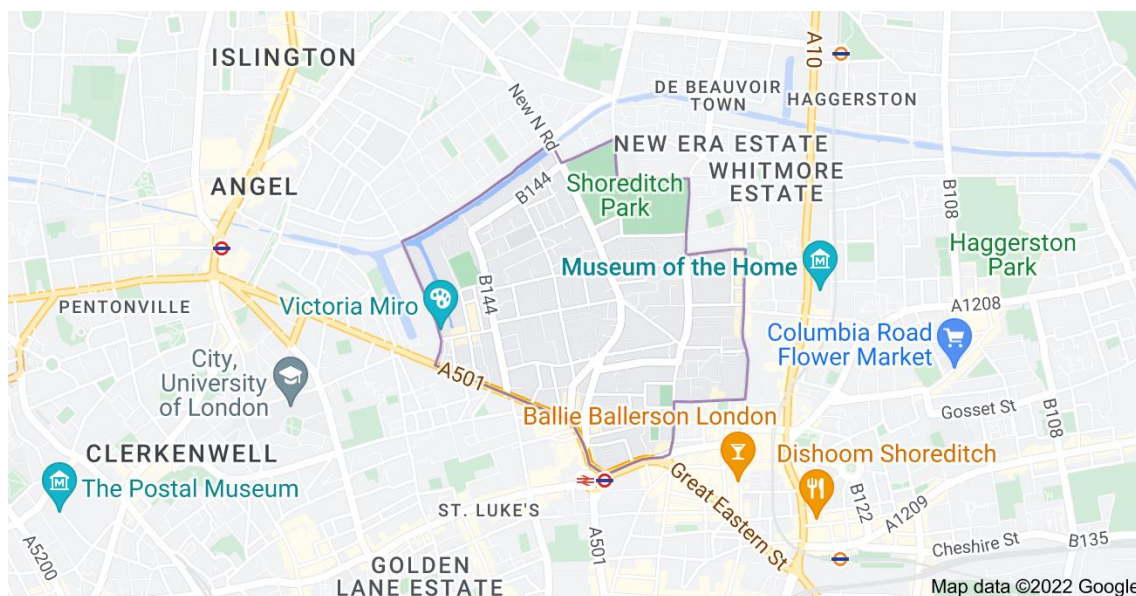 ISLINGTON
A10
DE BEAUVOIR
TOWN
HAGGERSTON
New N Rd
NEW ERA ESTATE
WHITMORE
ESTATE
ANGEL
B144
Shoreditch
Park
B108
Haggerston
Park
Museum of the Home
PENTONVILLE
Victoria Miro
B144
A1208
Columbia Road
Flower Market
City,
University
of London
A501
Gosset St
B108
Ballie Ballerson London
CLERKENWELL
Dishoom Shoreditch
The Postal Museum
Great Eastern St
B122
A1209
ST. LUKE'S
A501
A5200
Cheshire St
B135
GOLDEN
LANE ESTATE
Map data ©2022 Google